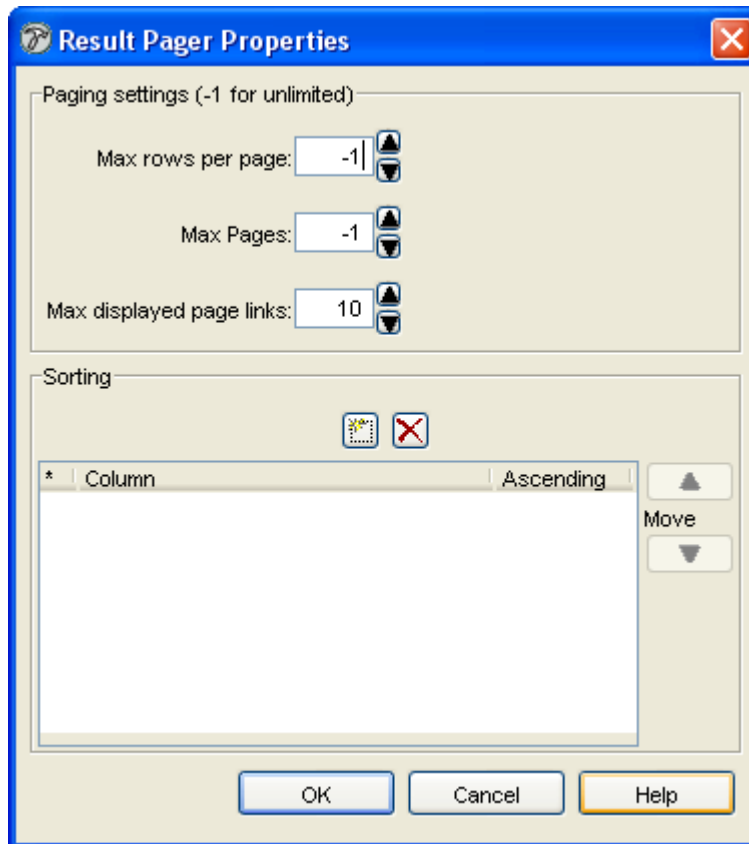 Result Pager Properties
Paging settings (-1 for unlimited)
Max rows per page: -1
Max Pages: -1
Max displayed page links: 10
Sorting
* Column Ascending
Move
OK Cancel Help